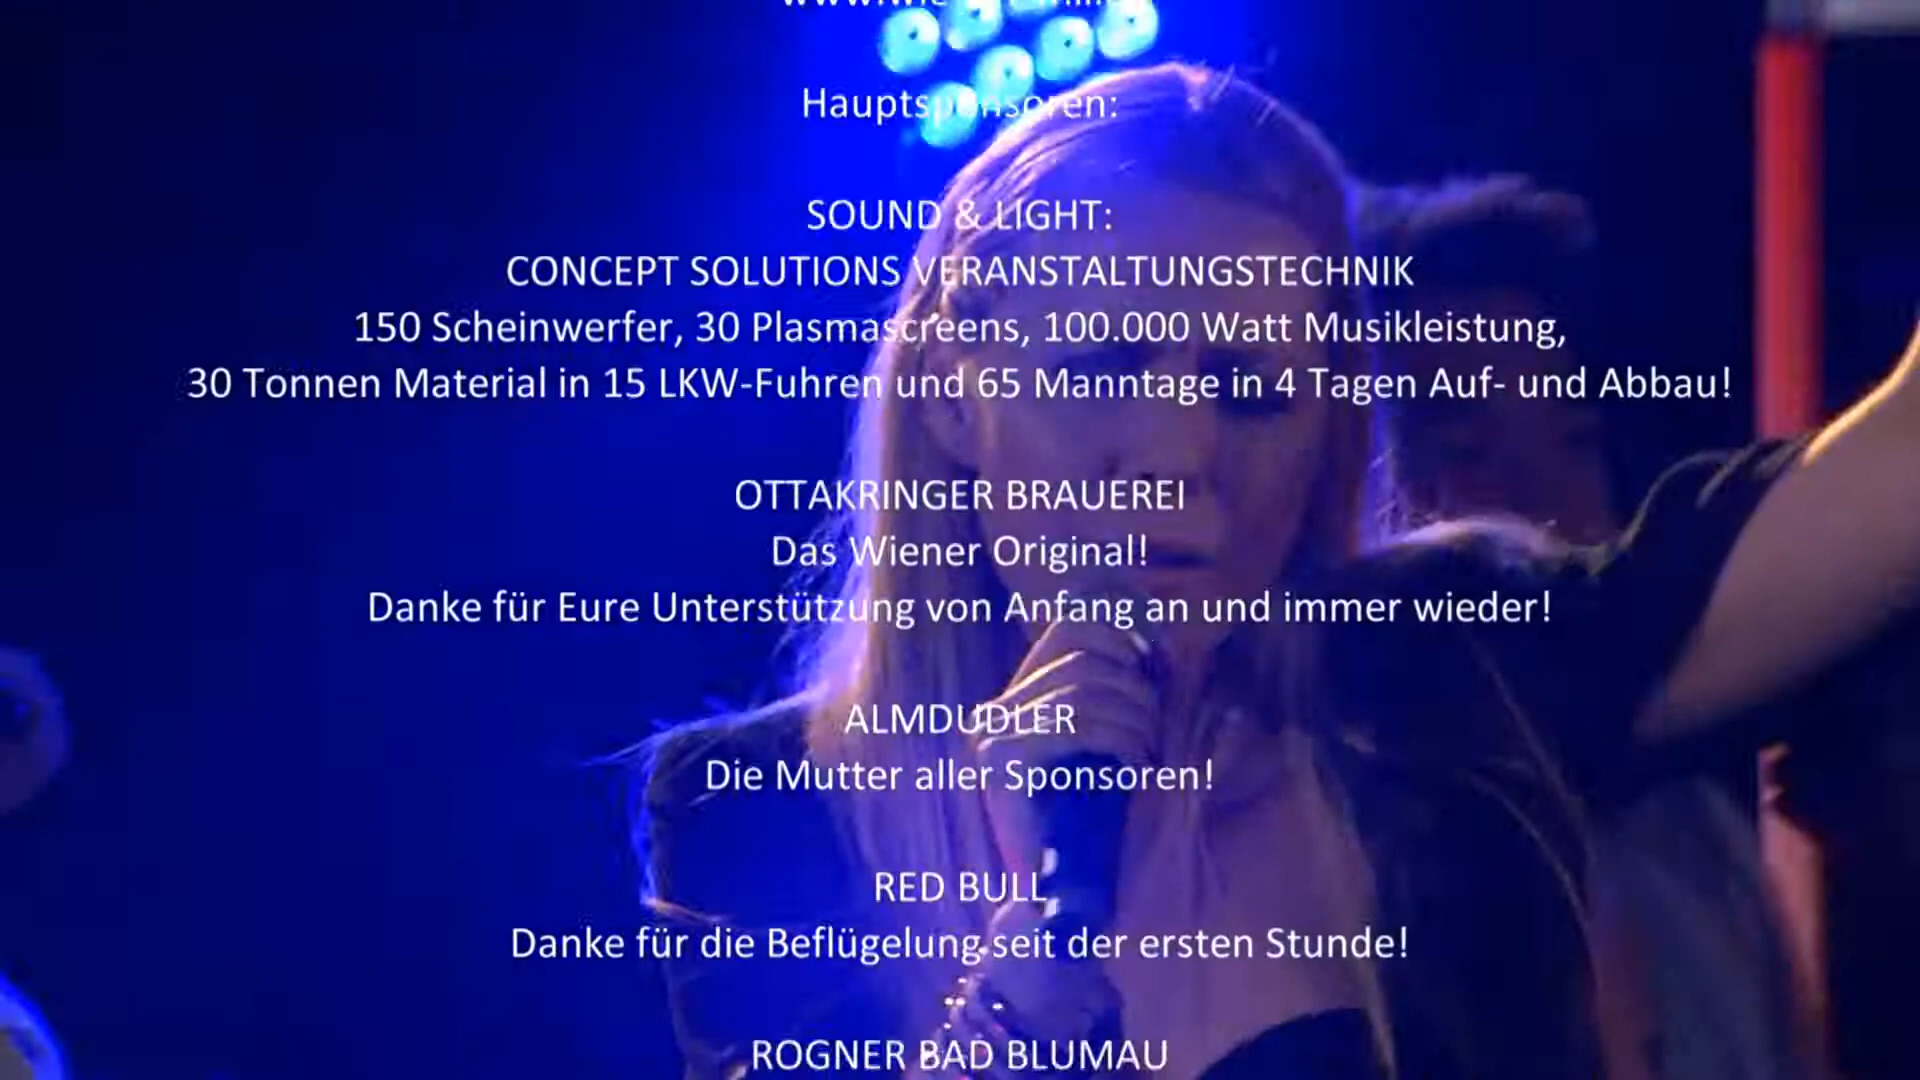 Hauptsponsoren:
SOUND & LIGHT:
CONCEPT SOLUTIONS VERANSTALTUNGSTECHNIK
150 Scheinwerfer, 30 Plasmascreens, 100.000 Watt Musikleistung,
30 Tonnen Material in 15 LKW-Fuhren und 65 Manntage in 4 Tagen Auf- und Abbau!
OTTAKRINGER BRAUEREI
Das Wiener Original!
Danke für Eure Unterstützung von Anfang an und immer wieder!
ALMDUDLER
Die Mutter aller Sponsoren!
RED BULL
Danke für die Beflügelung seit der ersten Stunde!
ROGNER BAD BLUMAU